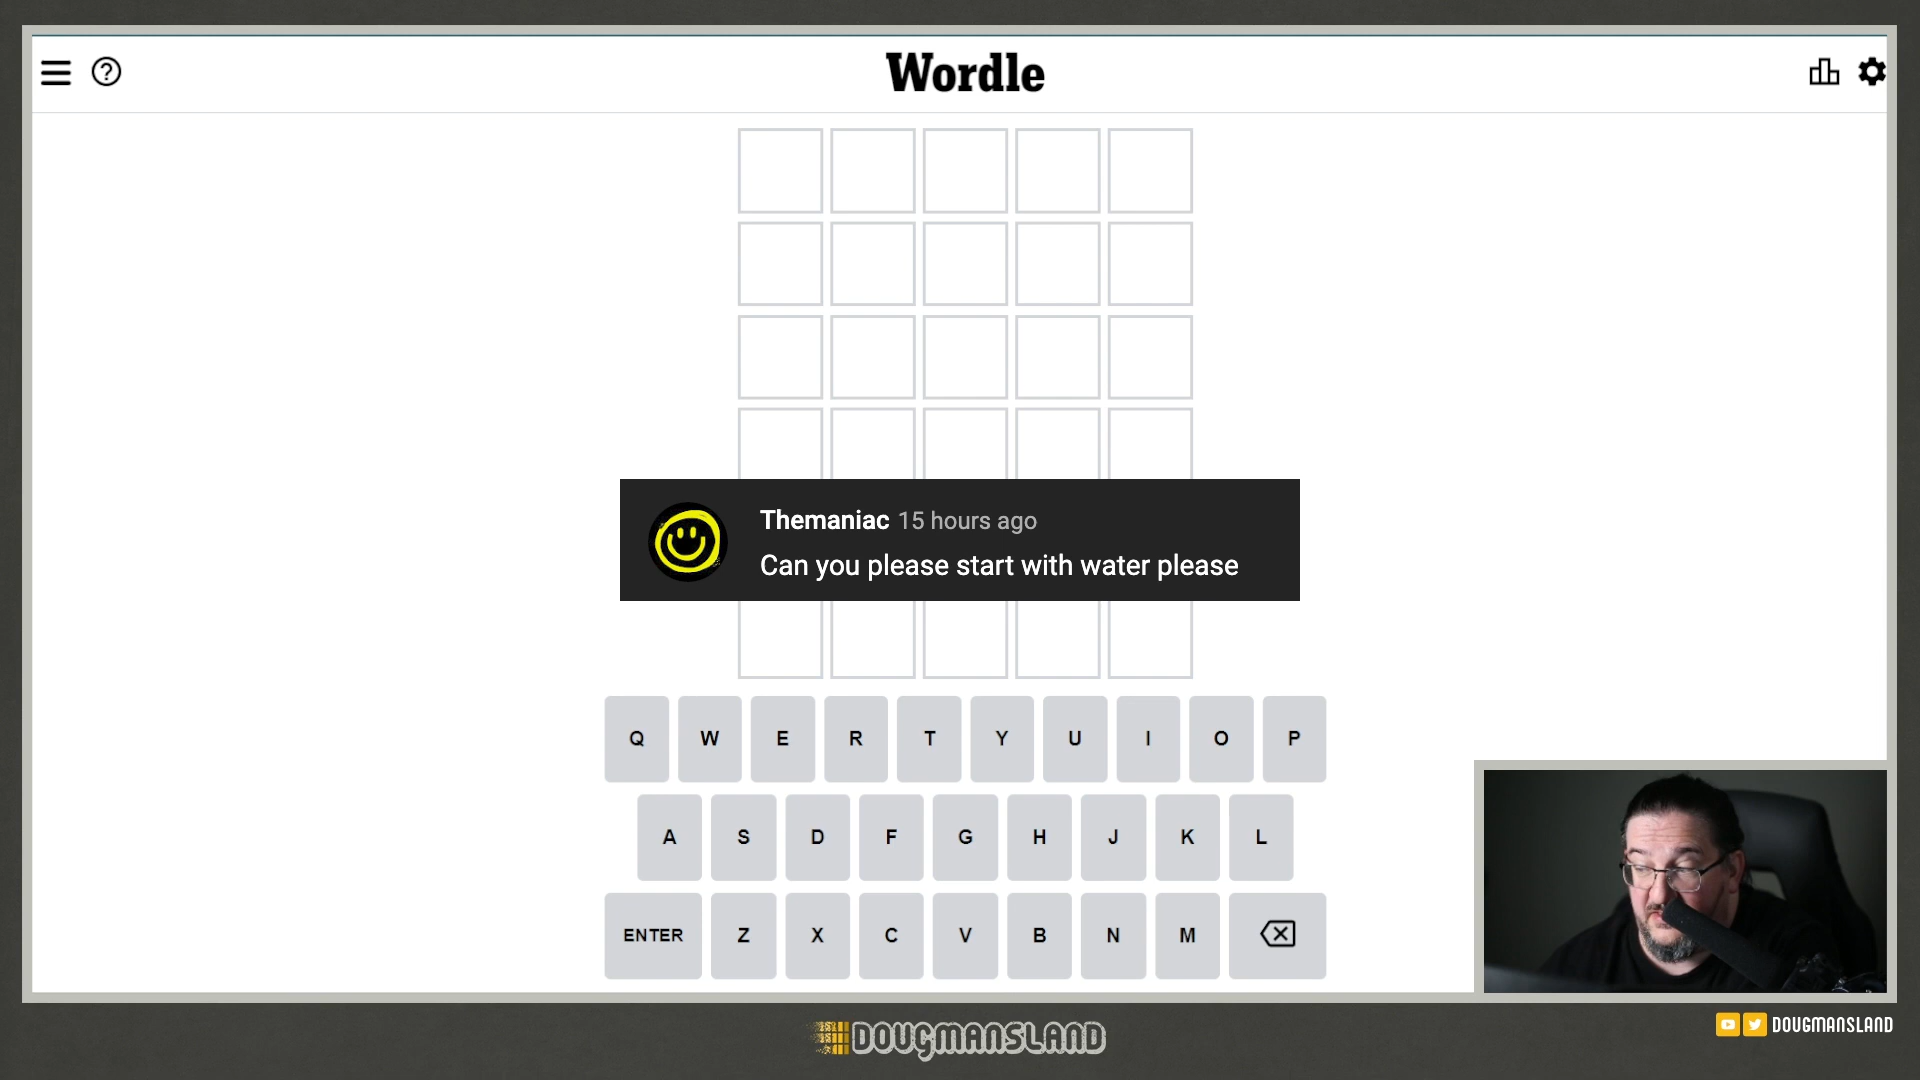 Wordle
Themaniac 15 hours ago
Can you please start with water please
Q W E R T Y U I O P
A S D F G H J K L
ENTER Z X C V B N M
DOUGMANSLAND
DOUGMANSLAND